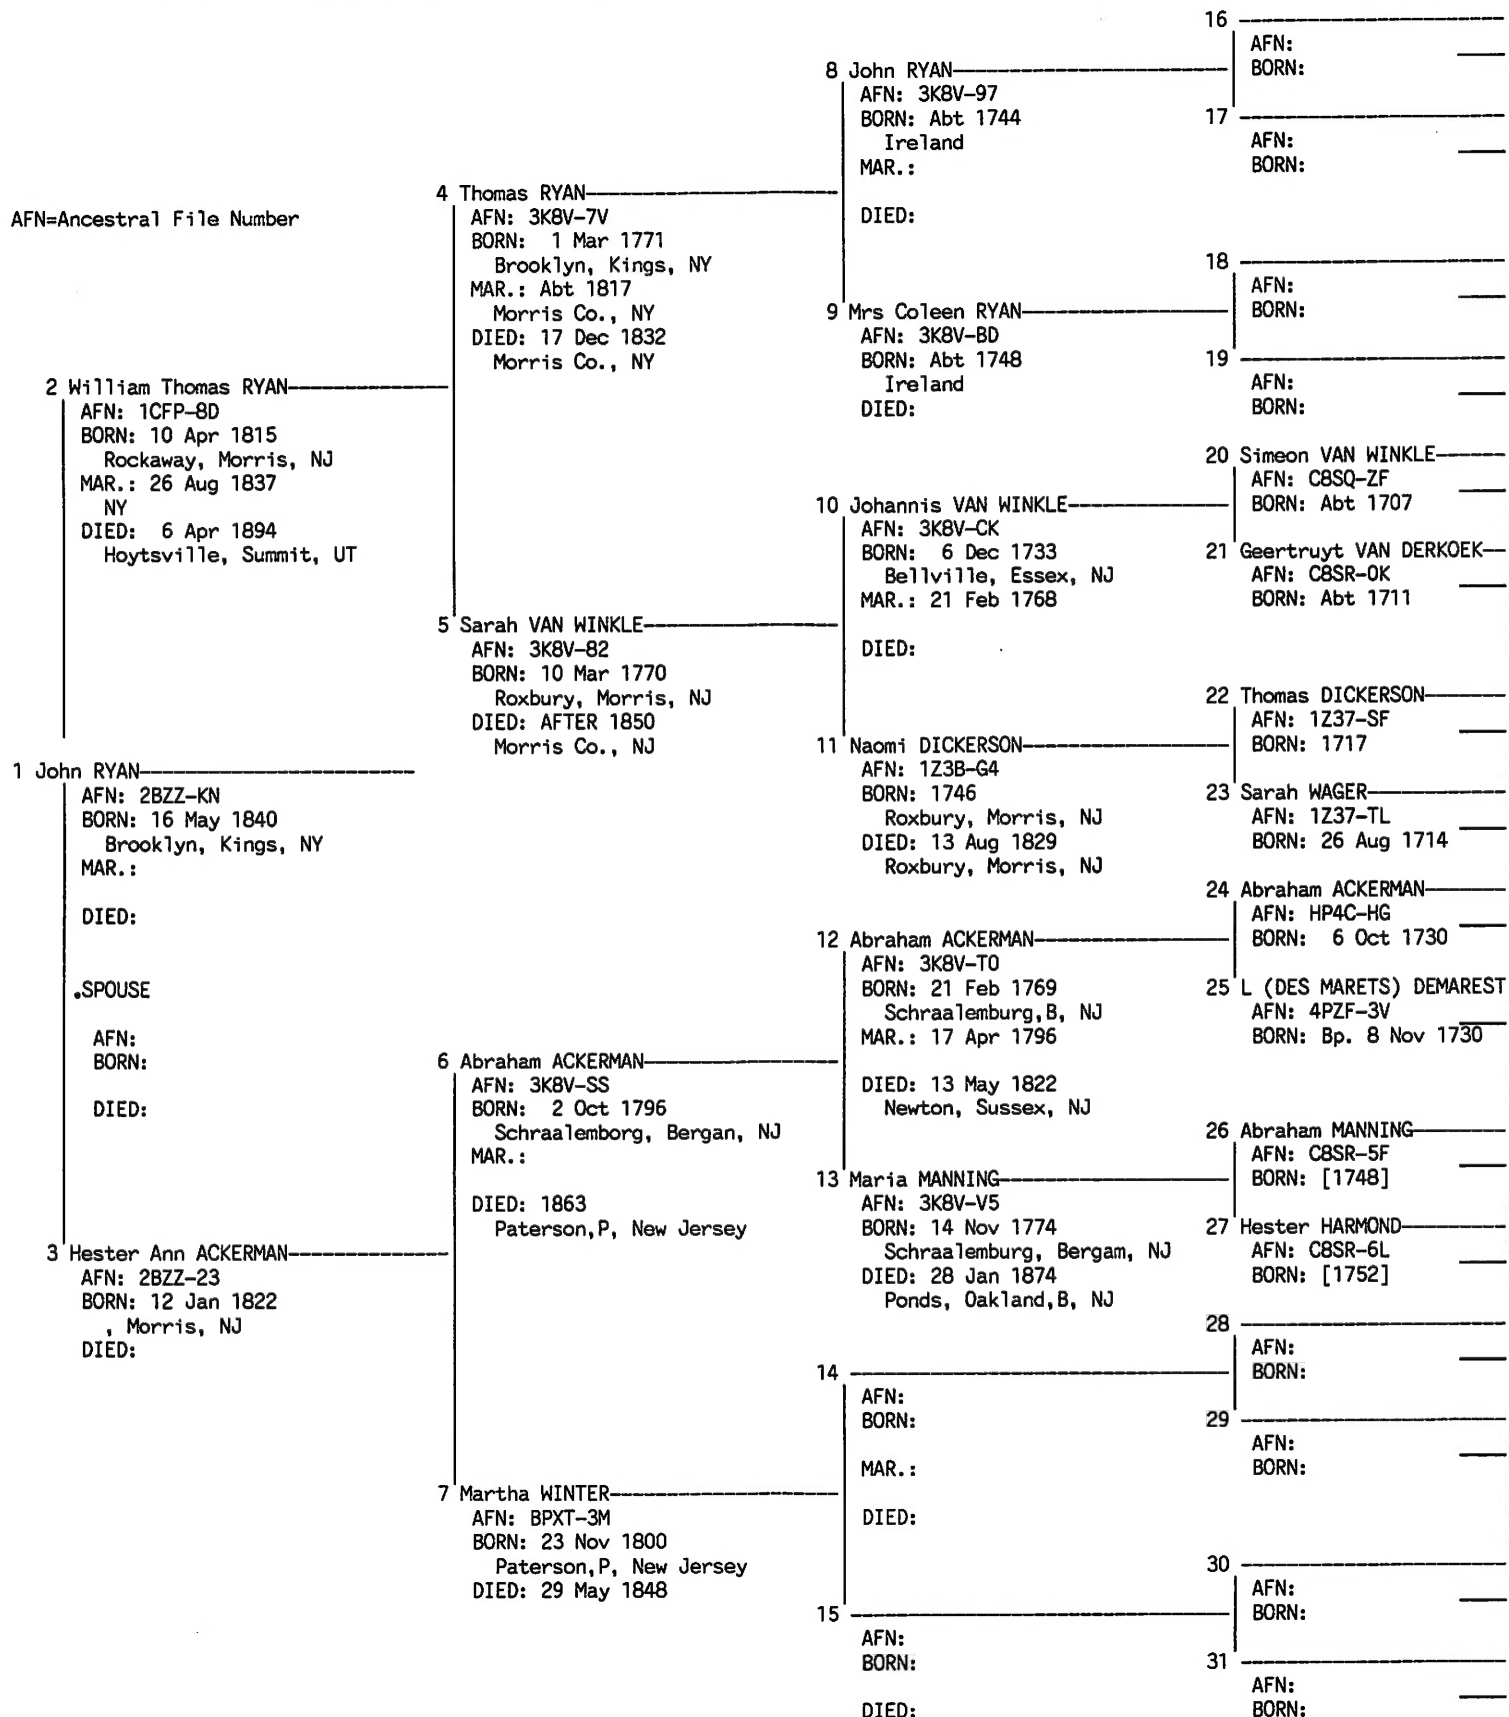 AFN=Ancestral File Number
1 John RYAN
AFN: 2BZZ-KN
BORN: 16 May 1840
Brooklyn, Kings, NY
MAR.:
DIED:
.SPOUSE
AFN:
BORN:
DIED:
2 William Thomas RYAN
AFN: 1CFP-8D
BORN: 10 Apr 1815
Rockaway, Morris, NJ
MAR.: 26 Aug 1837
NY
DIED: 6 Apr 1894
Hoytsville, Summit, UT
3 Hester Ann ACKERMAN
AFN: 2BZZ-23
BORN: 12 Jan 1822
, Morris, NJ
DIED:
4 Thomas RYAN
AFN: 3K8V-7V
BORN: 1 Mar 1771
Brooklyn, Kings, NY
MAR.: Abt 1817
Morris Co., NY
DIED: 17 Dec 1832
Morris Co., NY
5 Sarah VAN WINKLE
AFN: 3K8V-82
BORN: 10 Mar 1770
Roxbury, Morris, NJ
DIED: AFTER 1850
Morris Co., NJ
6 Abraham ACKERMAN
AFN: 3K8V-SS
BORN: 2 Oct 1796
Schraalemborg, Bergan, NJ
MAR.:
DIED: 1863
Paterson,P, New Jersey
7 Martha WINTER
AFN: BPXT-3M
BORN: 23 Nov 1800
Paterson,P, New Jersey
DIED: 29 May 1848
8 John RYAN
AFN: 3K8V-97
BORN: Abt 1744
Ireland
MAR.:
DIED:
9 Mrs Coleen RYAN
AFN: 3K8V-BD
BORN: Abt 1748
Ireland
DIED:
10 Johannis VAN WINKLE
AFN: 3K8V-CK
BORN: 6 Dec 1733
Bellville, Essex, NJ
MAR.: 21 Feb 1768
DIED:
11 Naomi DICKERSON
AFN: 1Z3B-G4
BORN: 1746
Roxbury, Morris, NJ
DIED: 13 Aug 1829
Roxbury, Morris, NJ
12 Abraham ACKERMAN
AFN: 3K8V-T0
BORN: 21 Feb 1769
Schraalemburg,B, NJ
MAR.: 17 Apr 1796
DIED: 13 May 1822
Newton, Sussex, NJ
13 Maria MANNING
AFN: 3K8V-V5
BORN: 14 Nov 1774
Schraalemburg, Bergam, NJ
DIED: 28 Jan 1874
Ponds, Oakland,B, NJ
14
AFN:
BORN:
MAR.:
DIED:
15
AFN:
BORN:
DIED:
16
AFN:
BORN:
17
AFN:
BORN:
18
AFN:
BORN:
19
AFN:
BORN:
20 Simeon VAN WINKLE
AFN: C8SQ-ZF
BORN: Abt 1707
21 Geertruyt VAN DERKOEK
AFN: C8SR-0K
BORN: Abt 1711
22 Thomas DICKERSON
AFN: 1Z37-SF
BORN: 1717
23 Sarah WAGER
AFN: 1Z37-TL
BORN: 26 Aug 1714
24 Abraham ACKERMAN
AFN: HP4C-HG
BORN: 6 Oct 1730
25 L (DES MARETS) DEMAREST
AFN: 4PZF-3V
BORN: Bp. 8 Nov 1730
26 Abraham MANNING
AFN: C8SR-5F
BORN: [1748]
27 Hester HARMOND
AFN: C8SR-6L
BORN: [1752]
28
AFN:
BORN:
29
AFN:
BORN:
30
AFN:
BORN:
31
AFN:
BORN: